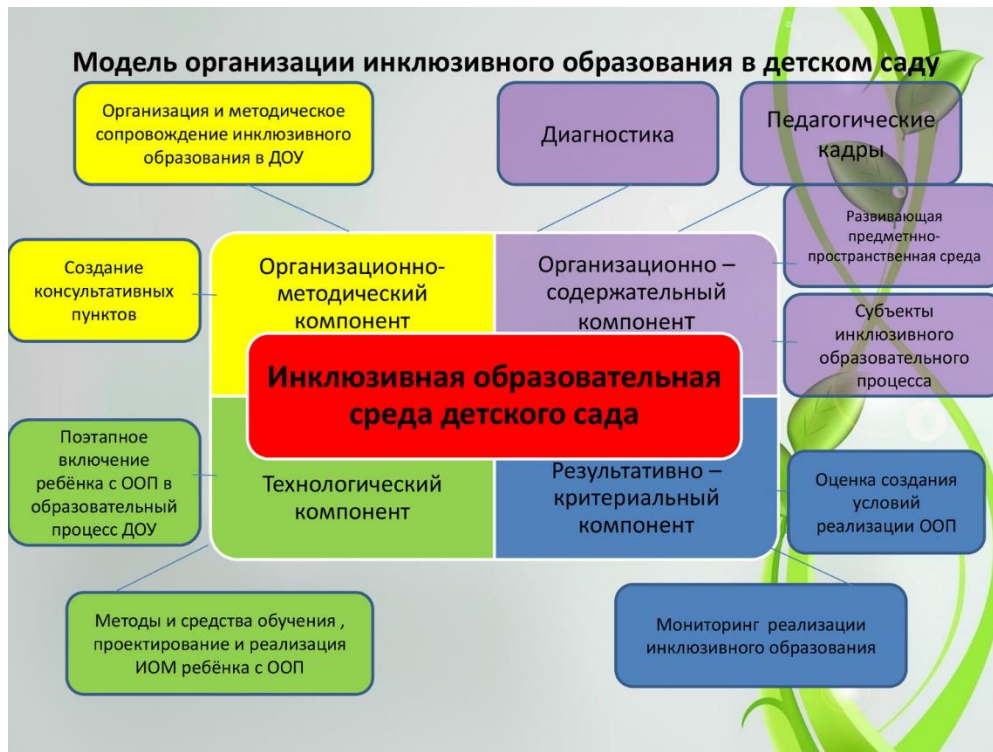 Модель организации инклюзивного образования в детском саду
Организация и методическое
сопровождение инклюзивного
образования в ДОУ
Диагностика
Педагогические
кадры
Развивающая
предметнно-
пространственная среда
Создание
консультативных
пунктов
Организационно-
методический
компонент
Организационно –
содержательный
компонент
Субъекты
инклюзивного
образовательного
процесса
Инклюзивная образовательная
среда детского сада
Поэтапное
включение
ребёнка с ООП в
образовательный
процесс ДОУ
Технологический
компонент
Результативно –
критериальный
компонент
Оценка создания
условий
реализации ООП
Методы и средства обучения ,
проектирование и реализация
ИОМ ребёнка с ООП
Мониторинг реализации
инклюзивного образования